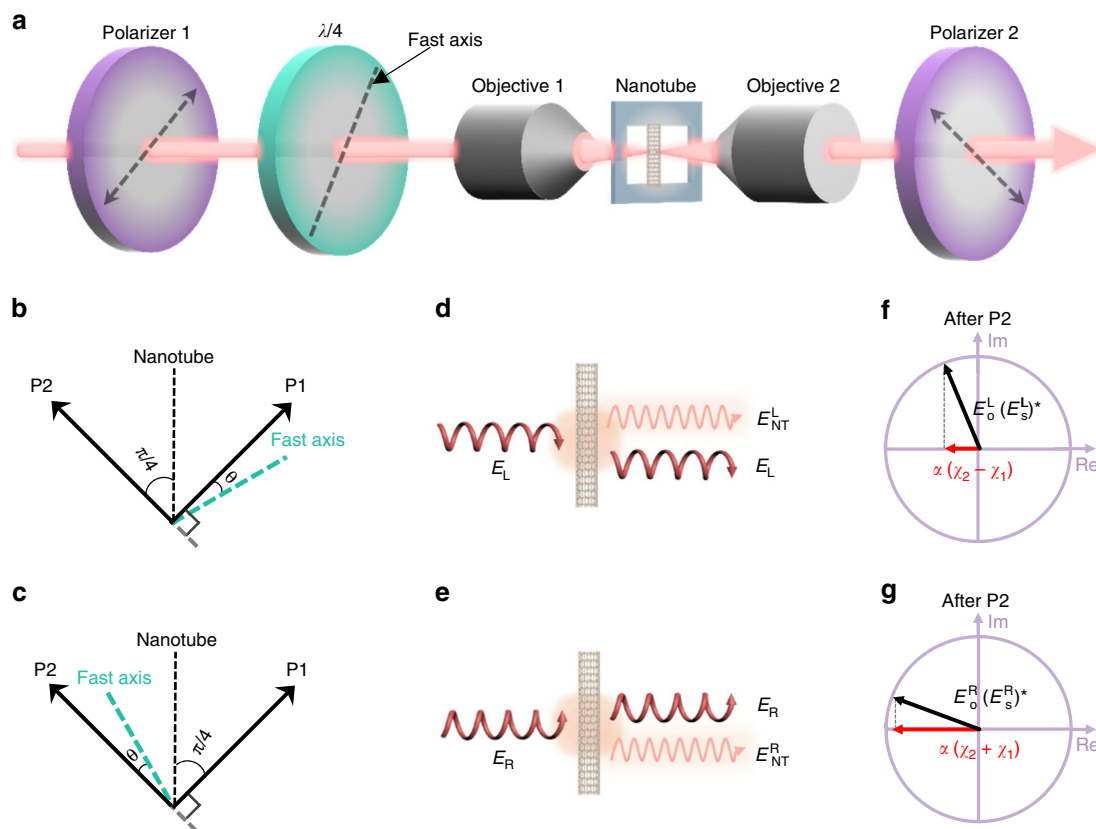 a
Polarizer 1
λ/4
Fast axis
Objective 1
Nanotube
Objective 2
Polarizer 2
b
P2
Nanotube
P1
Fast axis
π/4
θ
c
P2
Fast axis
Nanotube
P1
θ
π/4
d
E_L
E^L_NT
E_L
e
E_R
E_R
E^R_NT
f
After P2
Im
E^L_o (E^L_s)*
Re
α (χ₂ − χ₁)
g
After P2
Im
E^R_o (E^R_s)*
Re
α (χ₂ + χ₁)